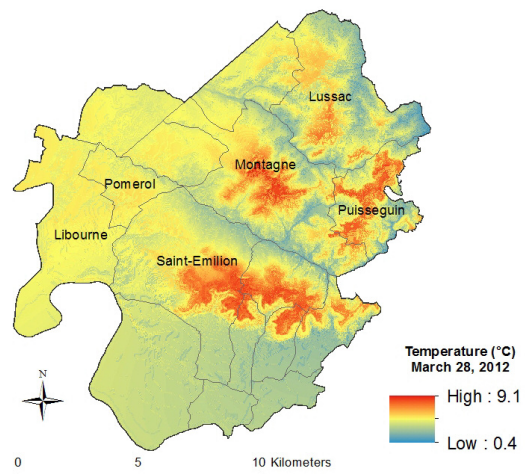 Lussac
Montagne
Pomerol
Puisseguin
Libourne
Saint-Emilion
Temperature (°C)
March 28, 2012
High : 9.1
Low : 0.4
N
0 5 10 Kilometers